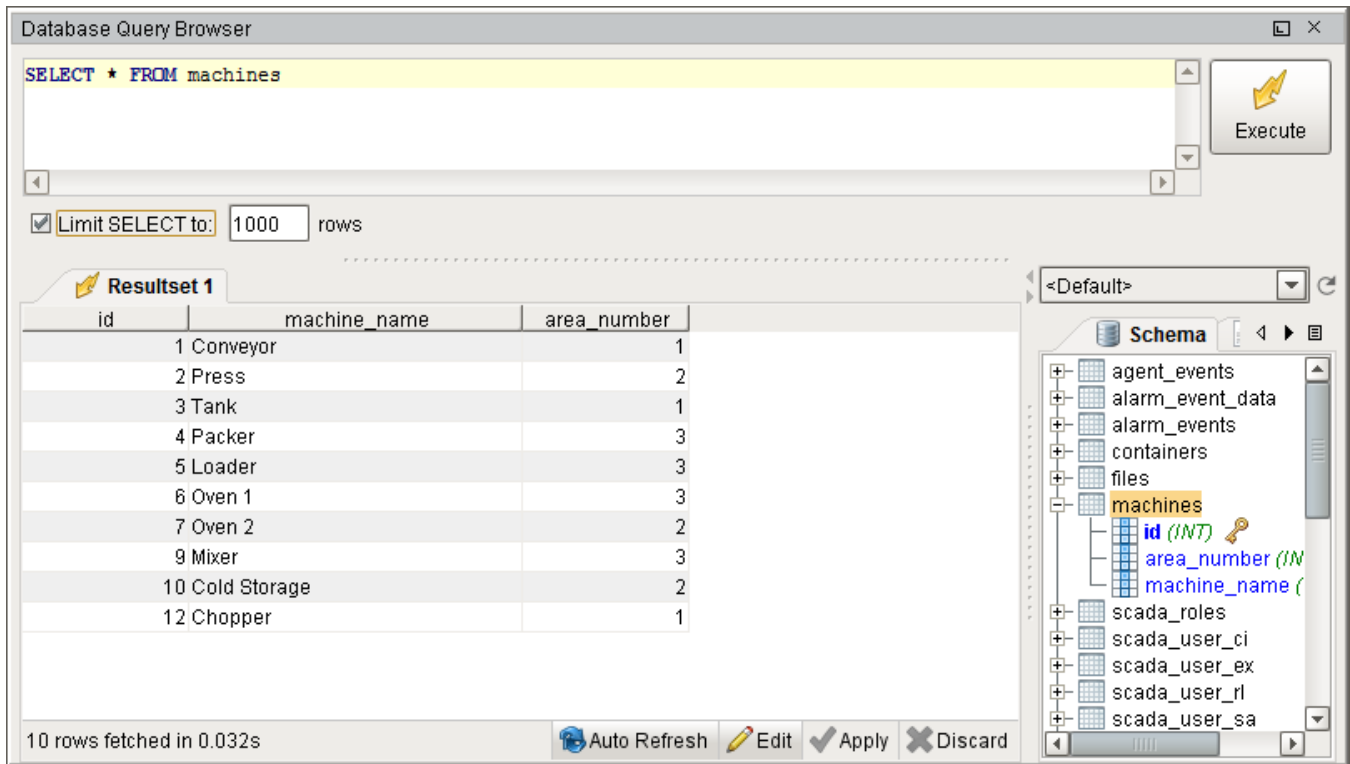 Database Query Browser
SELECT * FROM machines
Execute
Limit SELECT to: 1000 rows
Resultset 1
id machine_name area_number
1 Conveyor 1
2 Press 2
3 Tank 1
4 Packer 3
5 Loader 3
6 Oven 1 3
7 Oven 2 2
9 Mixer 3
10 Cold Storage 2
12 Chopper 1
10 rows fetched in 0.032s
Auto Refresh Edit Apply Discard
<Default>
Schema
agent_events
alarm_event_data
alarm_events
containers
files
machines
id (INT)
area_number (IN
machine_name (
scada_roles
scada_user_ci
scada_user_ex
scada_user_rl
scada_user_sa